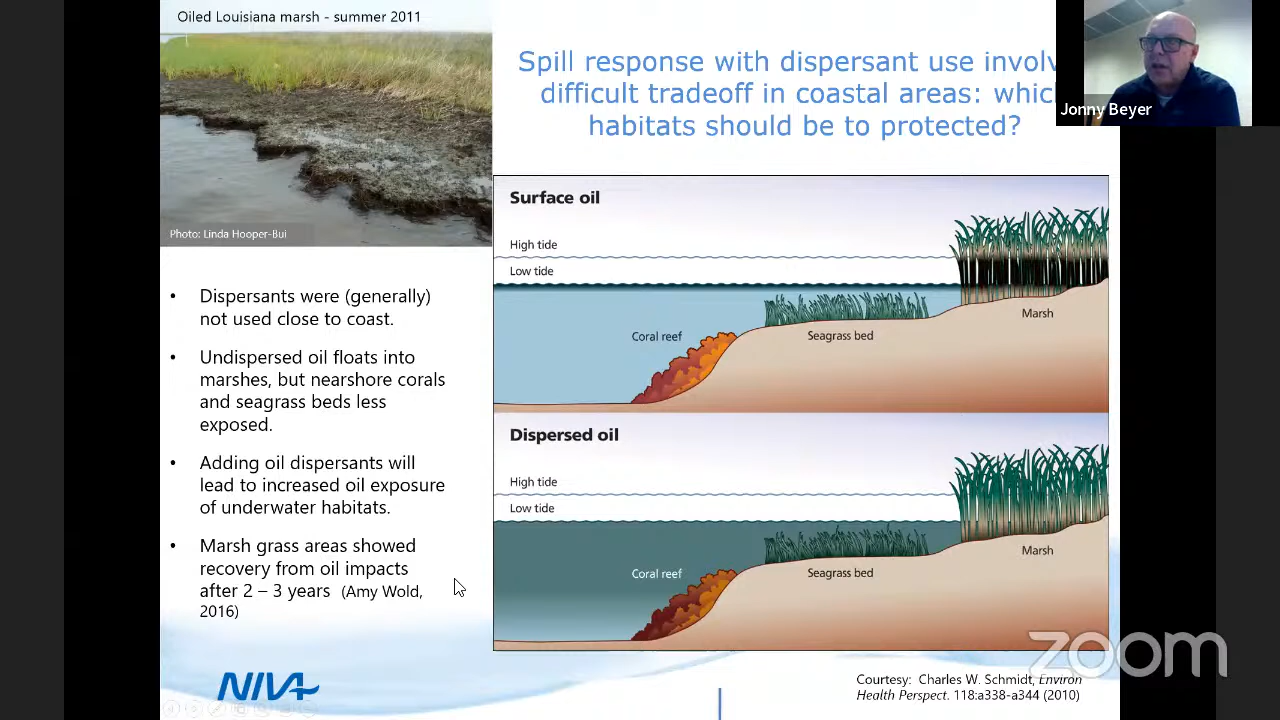 Oiled Louisiana marsh - summer 2011
Photo: Linda Hooper-Bui
Spill response with dispersant use
difficult tradeoff in coastal areas:
habitats should be to protected?
Jonny Beyer
• Dispersants were (generally)
not used close to coast.
• Undispersed oil floats into
marshes, but nearshore corals
and seagrass beds less
exposed.
• Adding oil dispersants will
lead to increased oil exposure
of underwater habitats.
• Marsh grass areas showed
recovery from oil impacts
after 2 – 3 years (Amy Wold,
2016)
Surface oil
High tide
Low tide
Coral reef
Seagrass bed
Marsh
Dispersed oil
High tide
Low tide
Coral reef
Seagrass bed
Marsh
zoom
NIVA
Courtesy: Charles W. Schmidt, Environ
Health Perspect. 118:a338-a344 (2010)